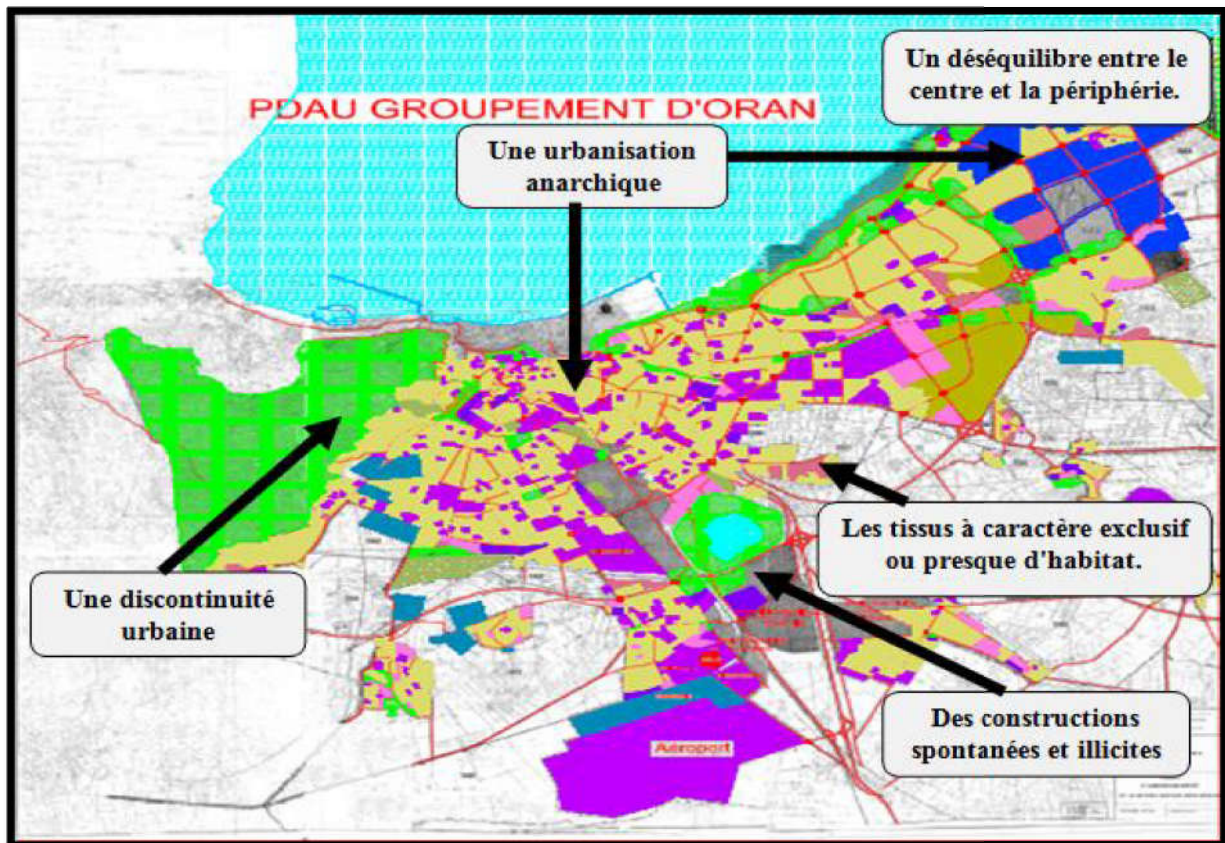 Un déséquilibre entre le
centre et la périphérie.
PDAU GROUPEMENT D'ORAN
Une urbanisation
anarchique
Les tissus à caractère exclusif
ou presque d'habitat.
Une discontinuité
urbaine
Des constructions
spontanées et illicites
Aéroport